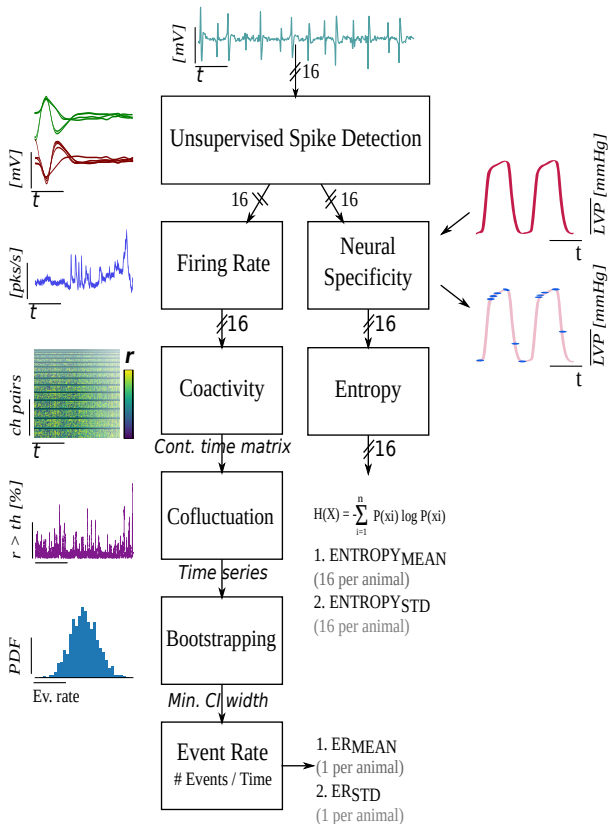 [mV]
t
16
Unsupervised Spike Detection
[mV]
t
16
16
[pks/s]
t
Firing Rate
Neural
Specificity
LVP [mmHg]
t
LVP [mmHg]
t
16
16
ch pairs
t
r
Coactivity
Entropy
Cont. time matrix
16
r > th [%]
Cofluctuation
H(X) = -∑ P(xi) log P(xi)
n
i=1
1. ENTROPYMEAN
(16 per animal)
2. ENTROPYSTD
(16 per animal)
Time series
PDF
Ev. rate
Bootstrapping
Min. CI width
Event Rate
# Events / Time
1. ERMEAN
(1 per animal)
2. ERSTD
(1 per animal)